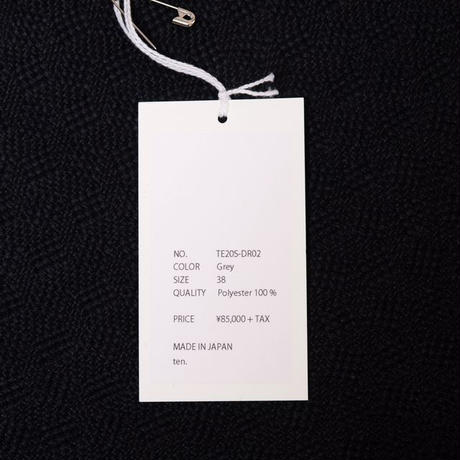 NO. TE20S-DR02
COLOR Grey
SIZE 38
QUALITY Polyester 100 %
PRICE ¥85,000 + TAX
MADE IN JAPAN
ten.